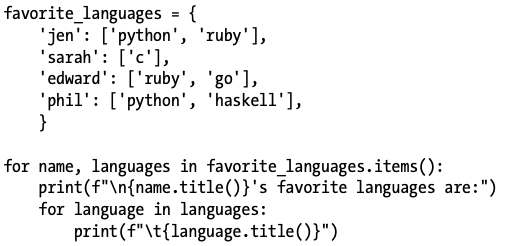 favorite_languages = {
    'jen': ['python', 'ruby'],
    'sarah': ['c'],
    'edward': ['ruby', 'go'],
    'phil': ['python', 'haskell'],
    }

for name, languages in favorite_languages.items():
    print(f"\n{name.title()}'s favorite languages are:")
    for language in languages:
        print(f"\t{language.title()}")